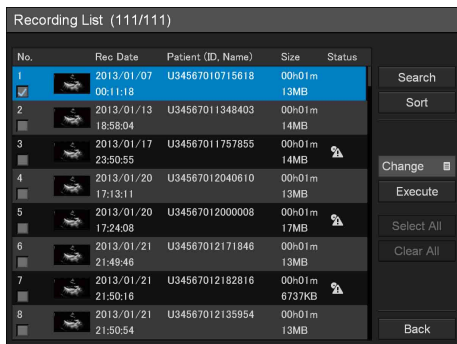 Recording List (111/111)
No. Rec Date Patient (ID, Name) Size Status
1 2013/01/07 U34567010715618 00h01m
00:11:18 13MB
2 2013/01/13 U34567011348403 00h01m
18:58:04 14MB
3 2013/01/17 U34567011757855 00h01m
23:50:55 14MB
4 2013/01/20 U34567012040610 00h01m
17:13:11 13MB
5 2013/01/20 U34567012000008 00h01m
17:24:08 17MB
6 2013/01/21 U34567012171846 00h01m
21:49:46 13MB
7 2013/01/21 U34567012182816 00h01m
21:50:16 6737KB
8 2013/01/21 U34567012135954 00h01m
21:50:54 13MB
Search
Sort
Change
Execute
Select All
Clear All
Back